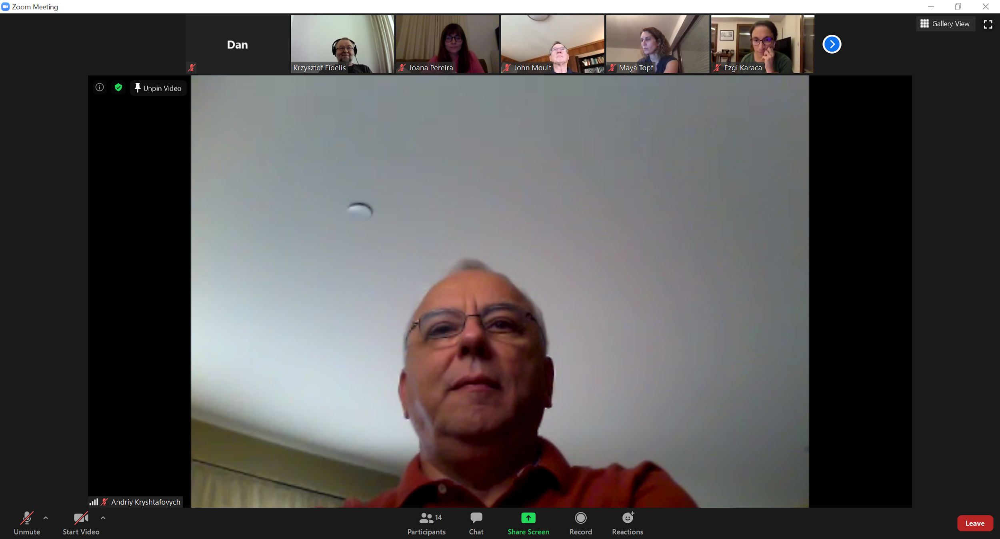 Zoom Meeting
Dan
Krzysztof Fidelis
Joana Pereira
John Moult
Maya Topf
Ezgi Karaca
Gallery View
Unpin Video
Andriy Kryshtafovych
Unmute
Start Video
14
Participants
Chat
Share Screen
Record
Reactions
Leave